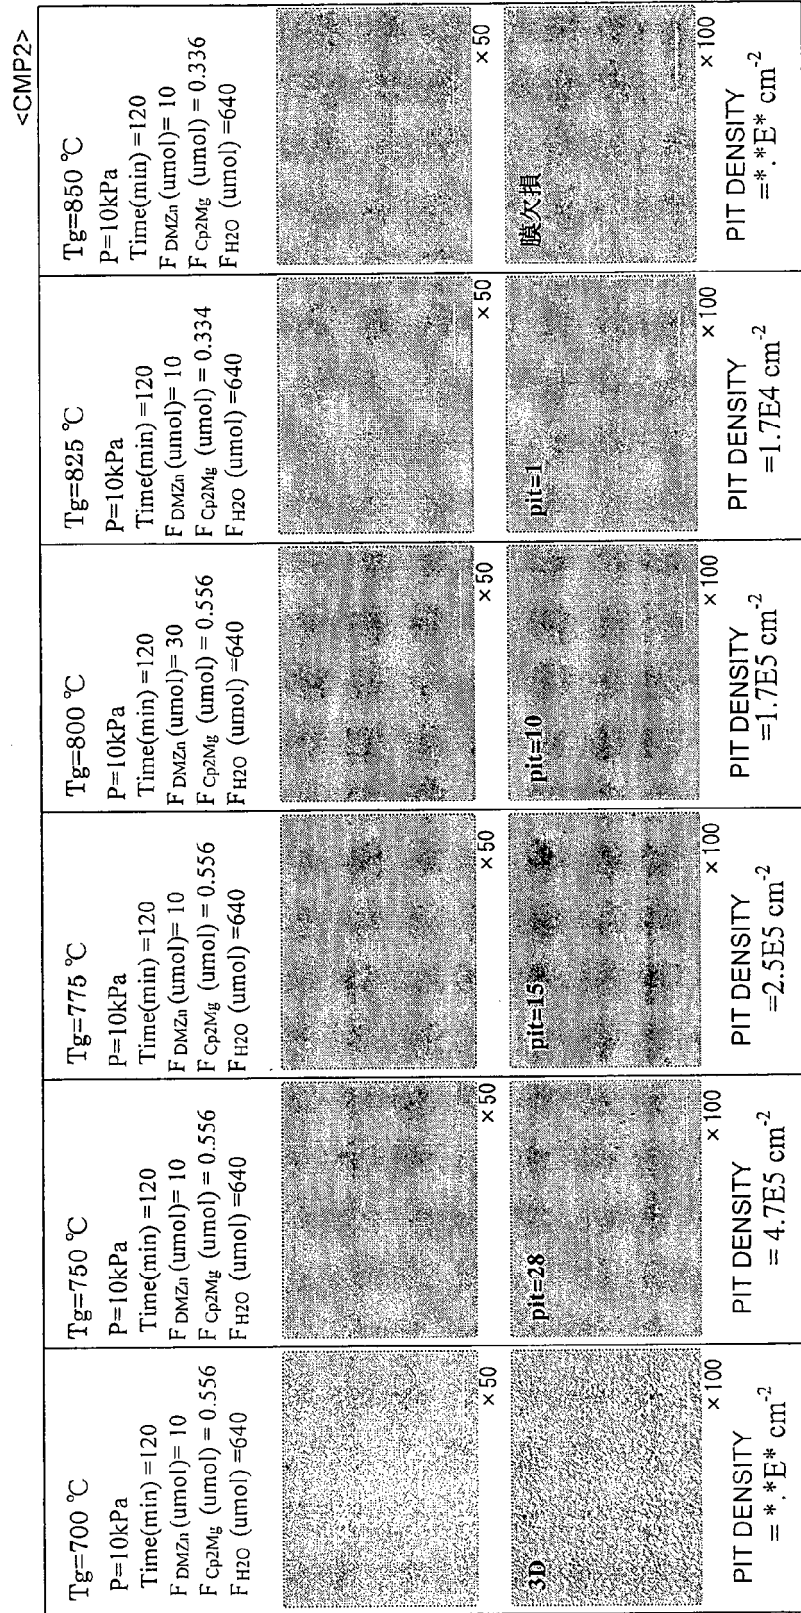 <CMP2>
Tg=700 ℃
P=10kPa
Time(min) =120
F DMZn (umol)= 10
F Cp2Mg (umol) = 0.556
F H2O (umol) =640
×50
3D
×100
PIT DENSITY
= *.*E* cm-2
Tg=750 ℃
P=10kPa
Time(min) =120
F DMZn (umol)= 10
F Cp2Mg (umol) = 0.556
F H2O (umol) =640
×50
pit=28
×100
PIT DENSITY
= 4.7E5 cm-2
Tg=775 ℃
P=10kPa
Time(min) =120
F DMZn (umol)= 10
F Cp2Mg (umol) = 0.556
F H2O (umol) =640
×50
pit=15
×100
PIT DENSITY
=2.5E5 cm-2
Tg=800 ℃
P=10kPa
Time(min) =120
F DMZn (umol)= 30
F Cp2Mg (umol) = 0.556
F H2O (umol) =640
×50
pit=10
×100
PIT DENSITY
=1.7E5 cm-2
Tg=825 ℃
P=10kPa
Time(min) =120
F DMZn (umol)= 10
F Cp2Mg (umol) = 0.334
F H2O (umol) =640
×50
pit=1
×100
PIT DENSITY
=1.7E4 cm-2
Tg=850 ℃
P=10kPa
Time(min) =120
F DMZn (umol)= 10
F Cp2Mg (umol) = 0.336
F H2O (umol) =640
×50
膜欠損
×100
PIT DENSITY
=*.*E* cm-2